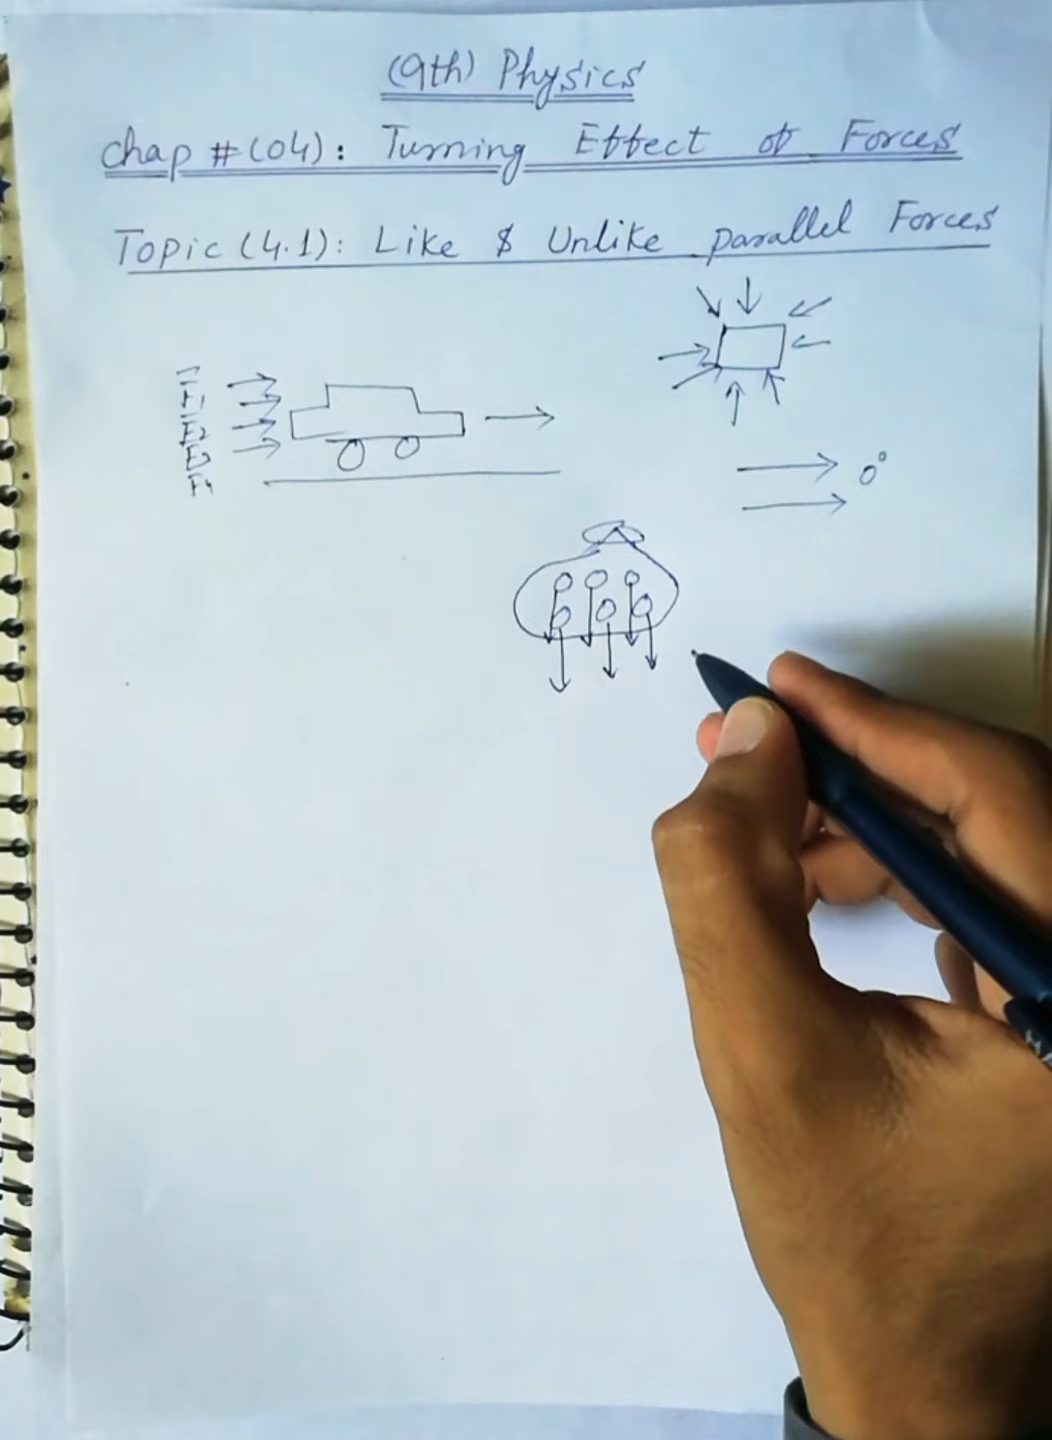 (9th) Physics
Chap # (04): Turning Effect of Forces
Topic (4.1): Like & Unlike parallel Forces
F1
F2
F3
F4
0°